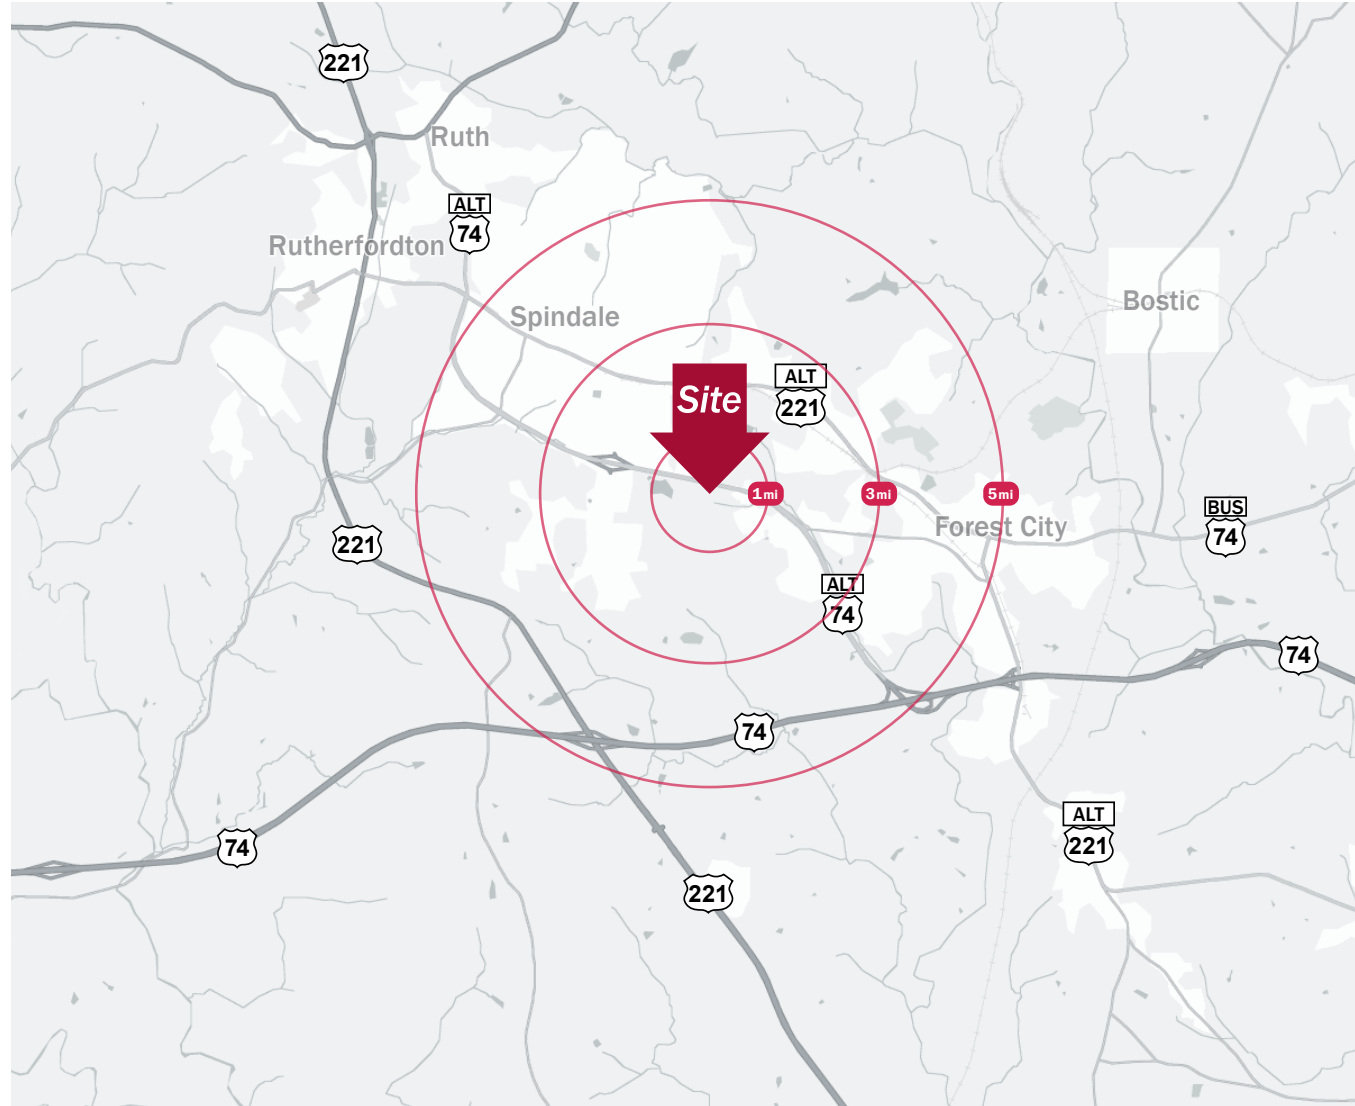 221
Ruth
ALT
74
Rutherfordton
Bostic
Spindale
ALT
221
Site
1mi
3mi
5mi
BUS
74
Forest City
221
ALT
74
74
74
ALT
221
74
221